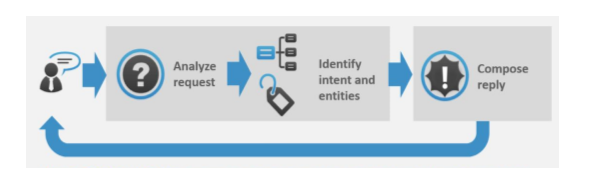 Analyze
request
Identify
intent and
entities
Compose
reply